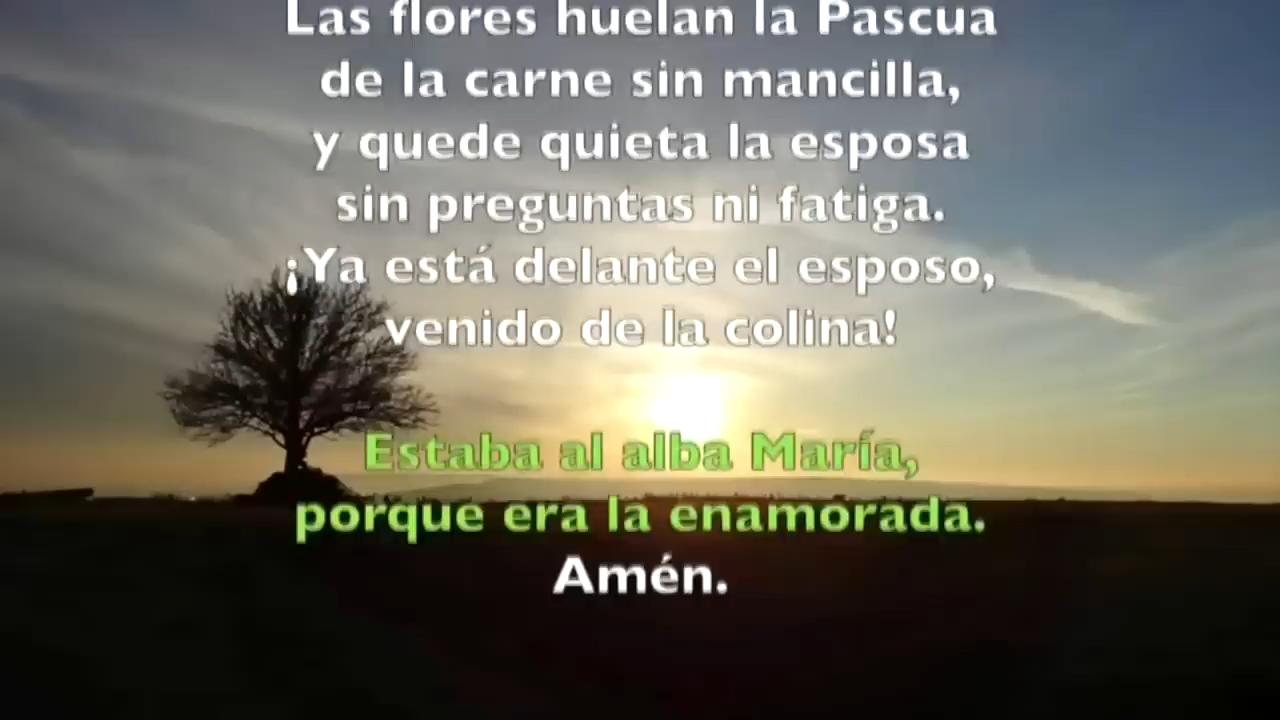 Las flores huelan la Pascua
de la carne sin mancilla,
y quede quieta la esposa
sin preguntas ni fatiga.
¡Ya está delante el esposo,
venido de la colina!
Estaba al alba María,
porque era la enamorada.
Amén.